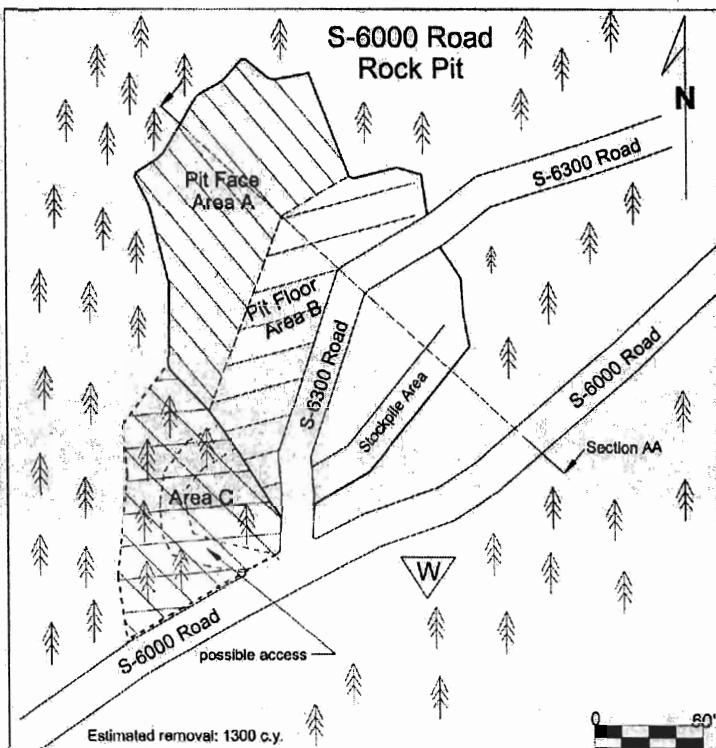 S-6000 Road
Rock Pit
N
S-6300 Road
Pit Face
Area A
Pit Floor
Area B
S-6300 Road
S-6000 Road
Stockpile Area
Section AA
Area C
W
S-6000 Road
possible access
Estimated removal: 1300 c.y.
0 60'